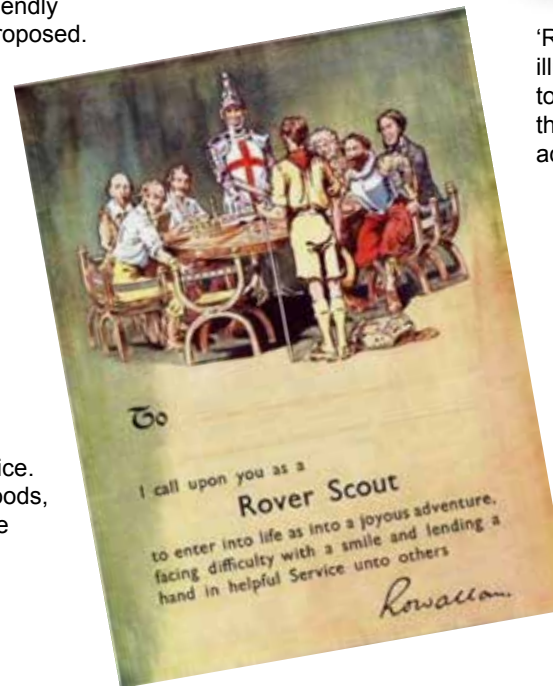 endly
roposed.
‘R
ill
to
th
ac
To
I call upon you as a
Rover Scout
to enter into life as into a joyous adventure,
facing difficulty with a smile and lending a
hand in helpful Service unto others
Rowallan.
ice.
oods,
e